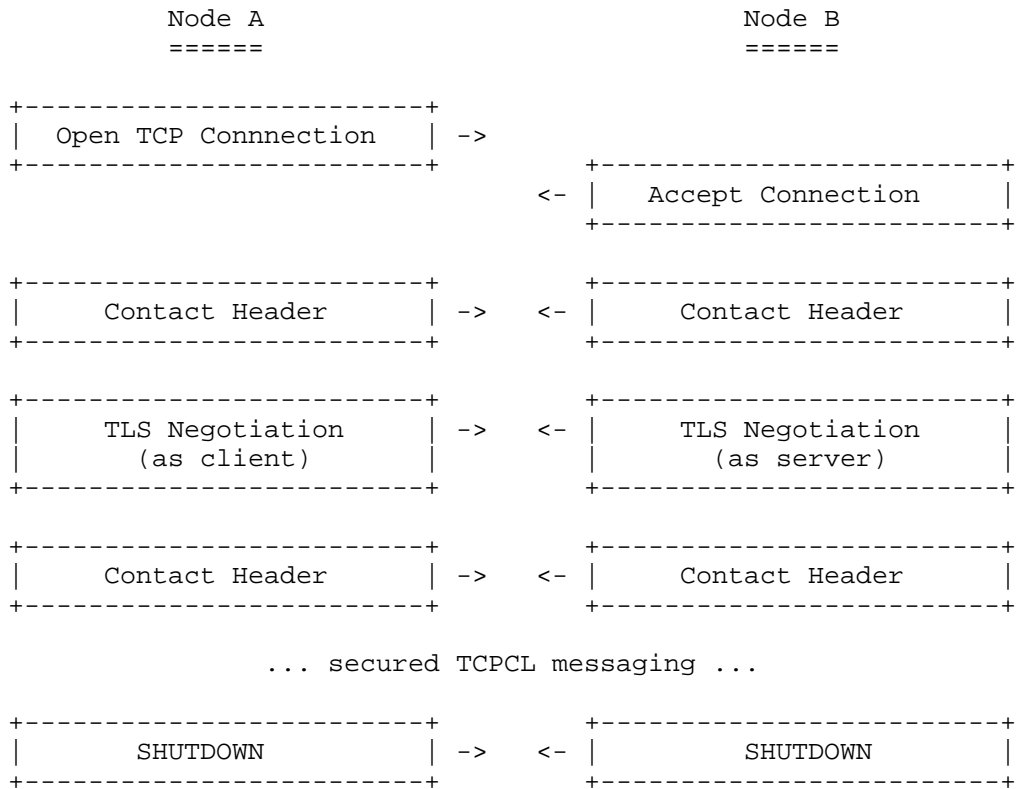 Node A                              Node B
======                              ======
+-------------------------+
|  Open TCP Connnection   | ->
+-------------------------+         +-------------------------+
                                 <- |   Accept Connection     |
                                    +-------------------------+
+-------------------------+         +-------------------------+
|     Contact Header      | ->   <- |     Contact Header      |
+-------------------------+         +-------------------------+
+-------------------------+         +-------------------------+
|     TLS Negotiation     | ->   <- |     TLS Negotiation     |
|       (as client)       |         |       (as server)       |
+-------------------------+         +-------------------------+
+-------------------------+         +-------------------------+
|     Contact Header      | ->   <- |     Contact Header      |
+-------------------------+         +-------------------------+
... secured TCPCL messaging ...
+-------------------------+         +-------------------------+
|       SHUTDOWN          | ->   <- |         SHUTDOWN        |
+-------------------------+         +-------------------------+